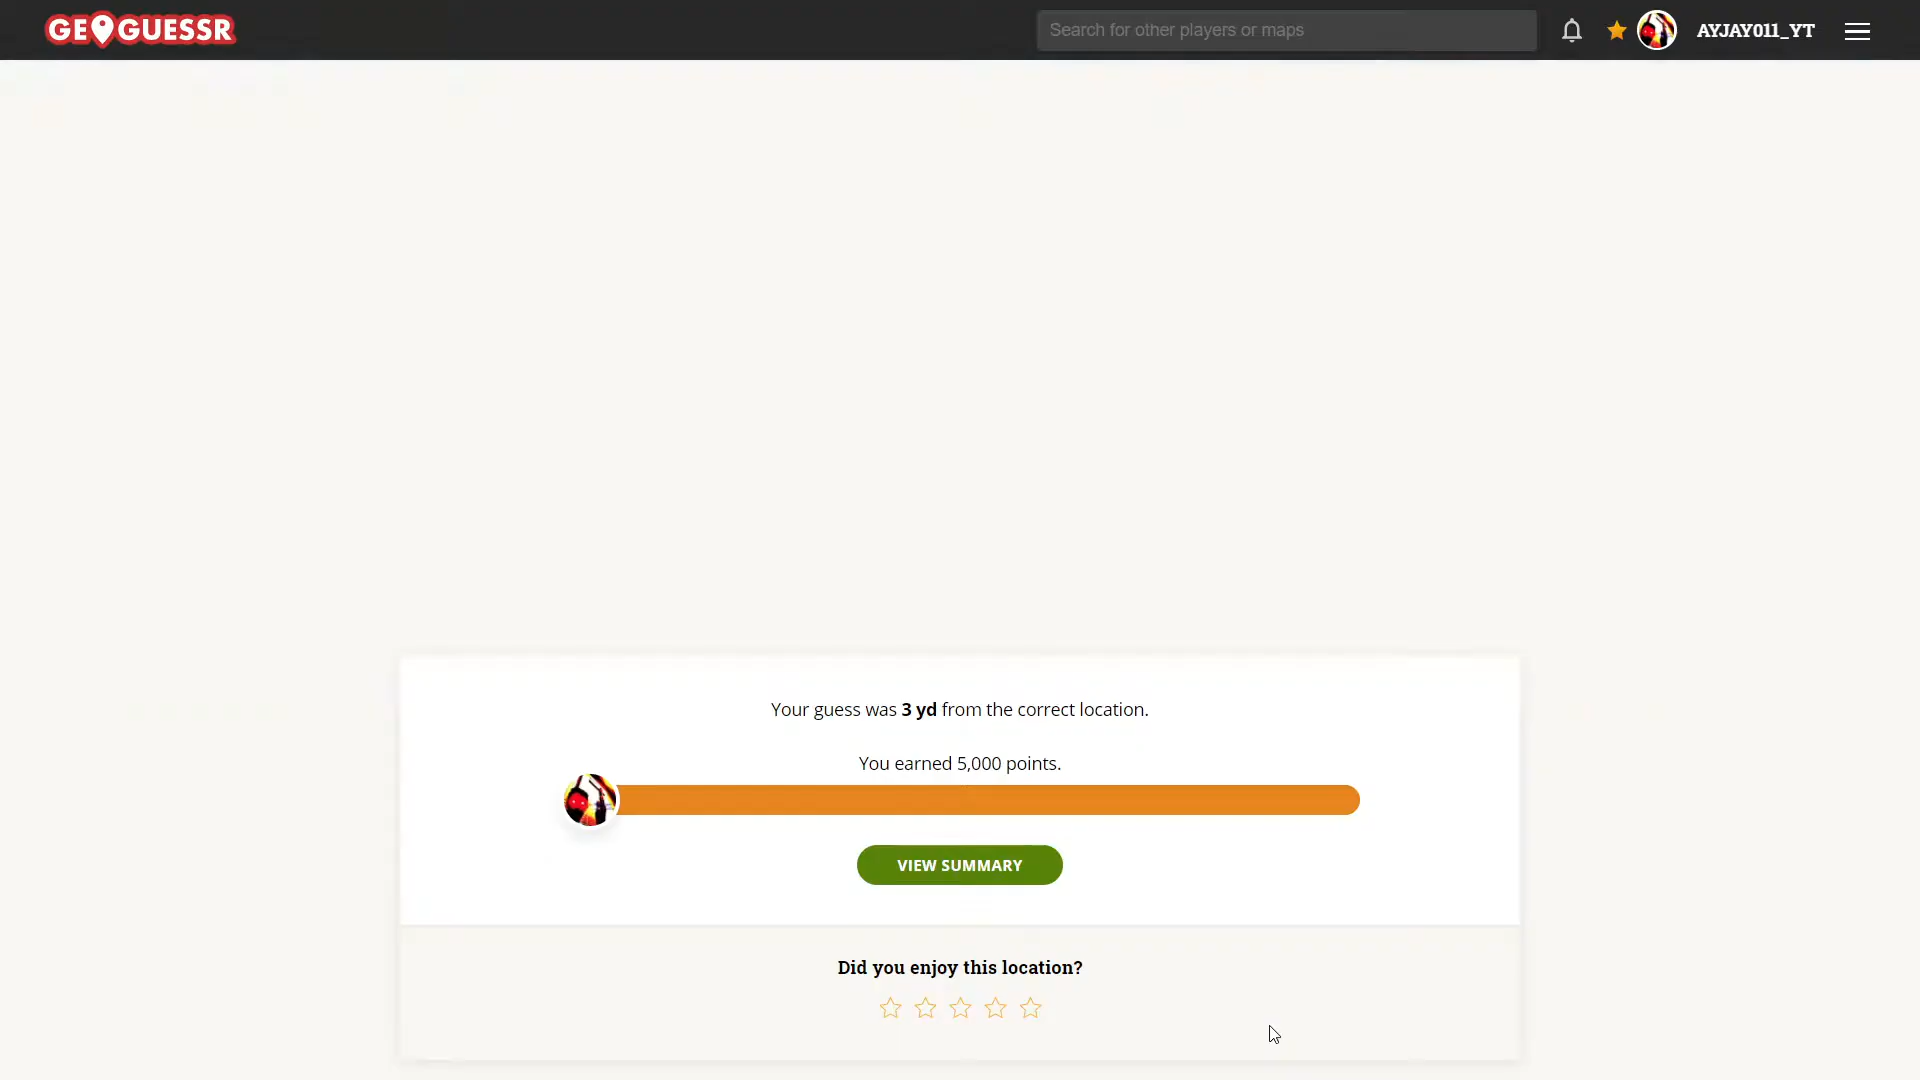 GEOGUESSR
Search for other players or maps
AYJAY011_YT
Your guess was 3 yd from the correct location.
You earned 5,000 points.
VIEW SUMMARY
Did you enjoy this location?